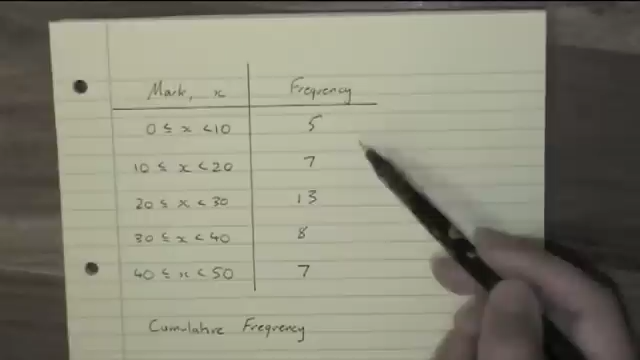 Mark, x Frequency
0 ≤ x < 10 5
10 ≤ x < 20 7
20 ≤ x < 30 13
30 ≤ x < 40 8
40 ≤ x < 50 7
Cumulative Frequency